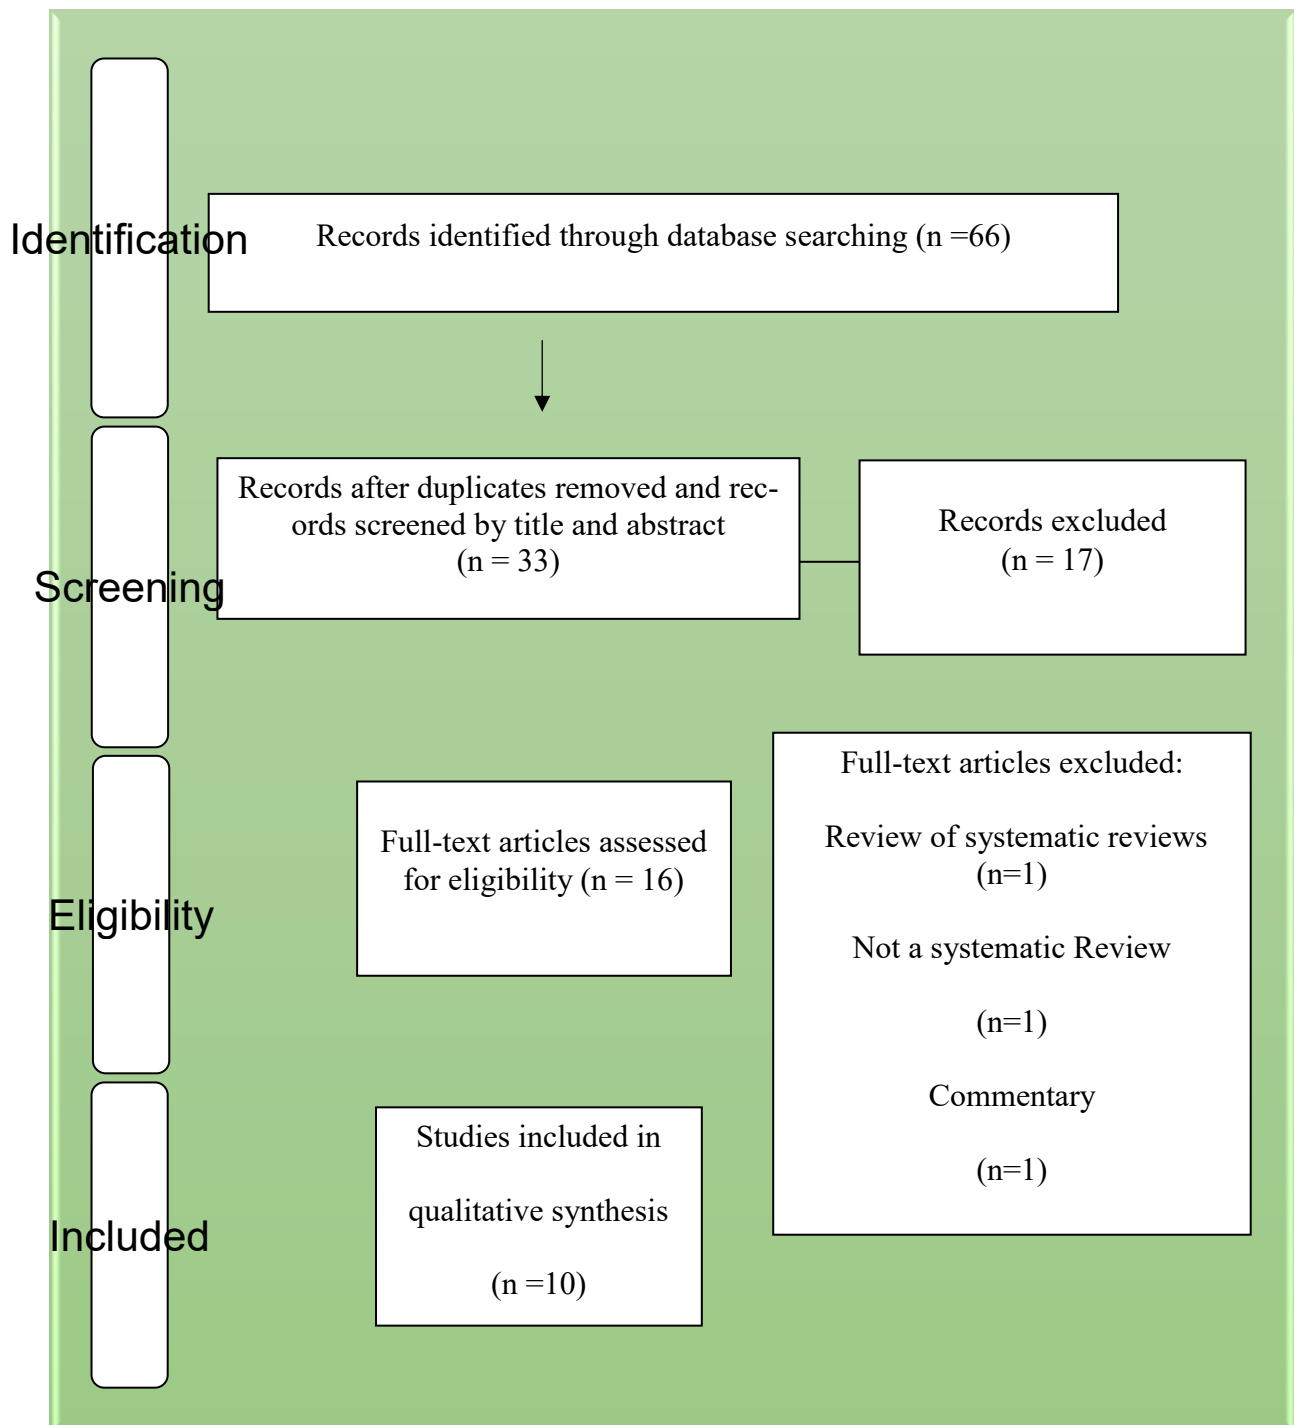 Identification
Records identified through database searching (n =66)
Screening
Records after duplicates removed and rec-
ords screened by title and abstract
(n = 33)
Records excluded
(n = 17)
Eligibility
Full-text articles assessed
for eligibility (n = 16)
Full-text articles excluded:
Review of systematic reviews
(n=1)
Not a systematic Review
(n=1)
Commentary
(n=1)
Included
Studies included in
qualitative synthesis
(n =10)